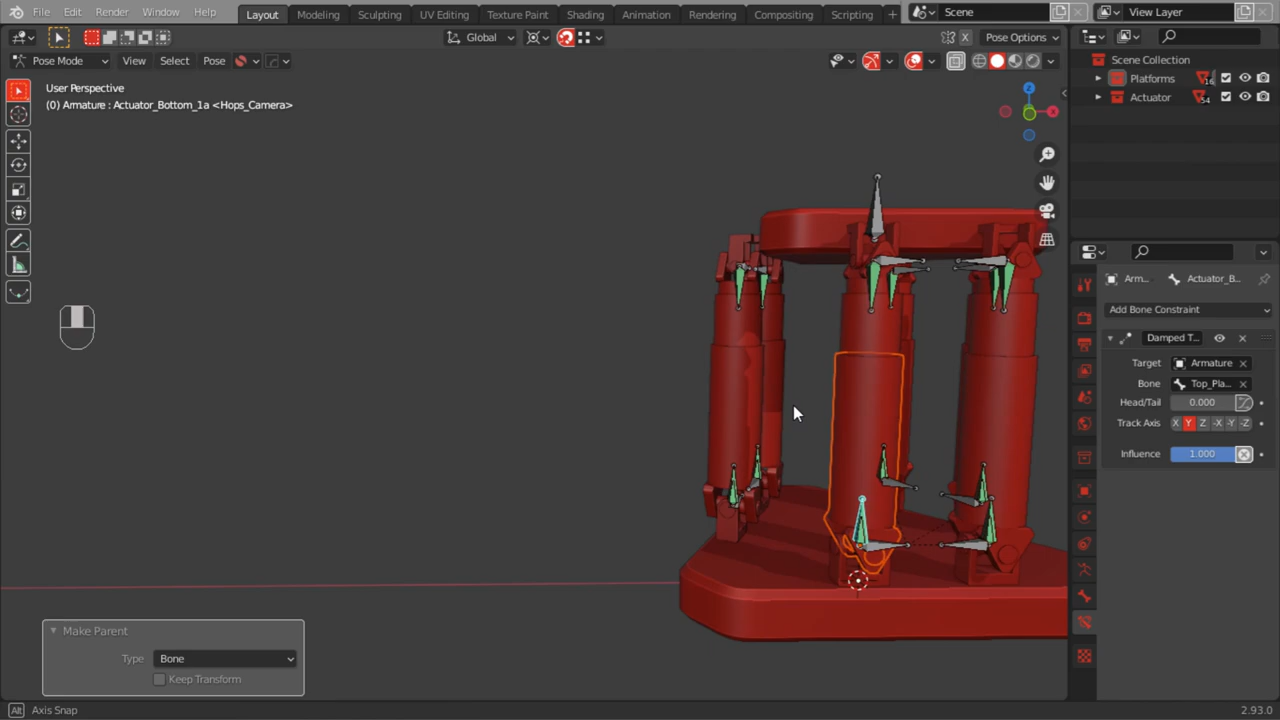 File Edit Render Window Help Layout Modeling Sculpting UV Editing Texture Paint Shading Animation Rendering Compositing Scripting + Scene View Layer
Global X Pose Options
Pose Mode View Select Pose
User Perspective
(0) Armature : Actuator_Bottom_1a <Hops_Camera>
Scene Collection
Platforms 16
Actuator 54
Z
X
Arm... Actuator_B...
Add Bone Constraint
Damped T...
Target Armature
Bone Top_Pla...
Head/Tail 0.000
Track Axis X Y Z -X -Y -Z
Influence 1.000
Make Parent
Type Bone
Keep Transform
Alt Axis Snap 2.93.0